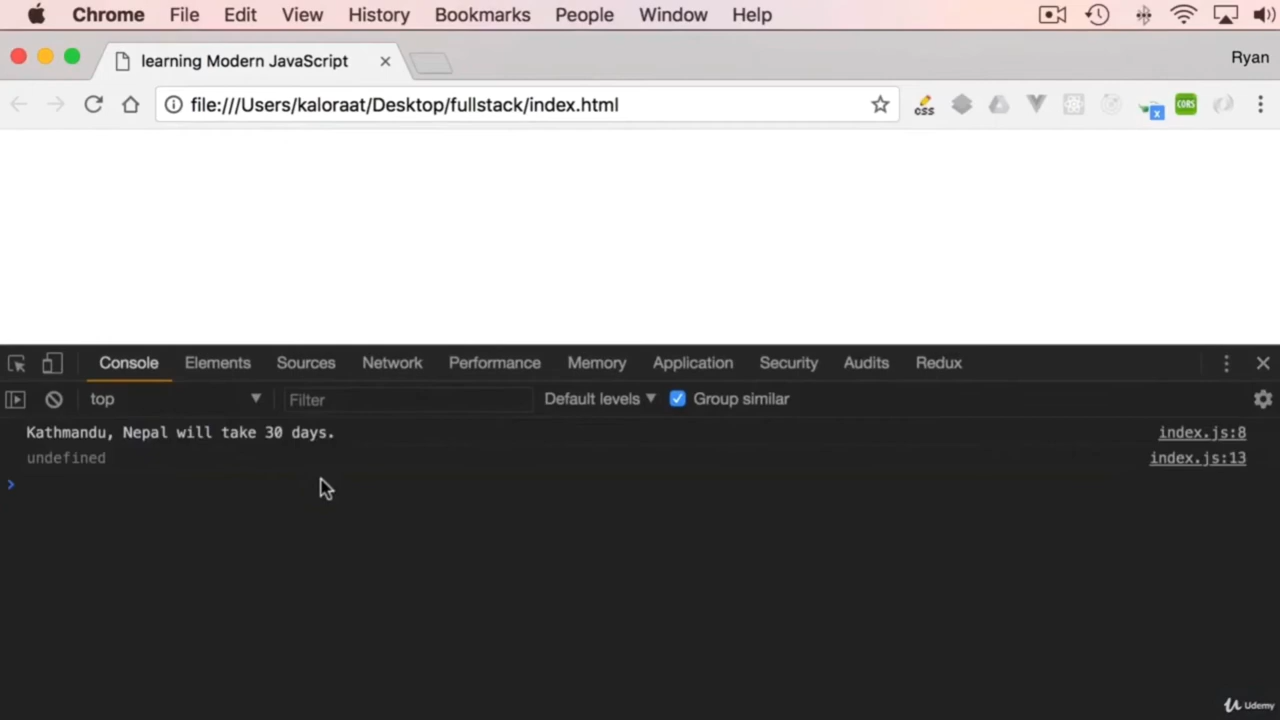 Chrome File Edit View History Bookmarks People Window Help
learning Modern JavaScript
Ryan
file:///Users/kaloraat/Desktop/fullstack/index.html
css
x
CORS
Console Elements Sources Network Performance Memory Application Security Audits Redux
top Filter Default levels Group similar
Kathmandu, Nepal will take 30 days. index.js:8
undefined index.js:13
>
Udemy